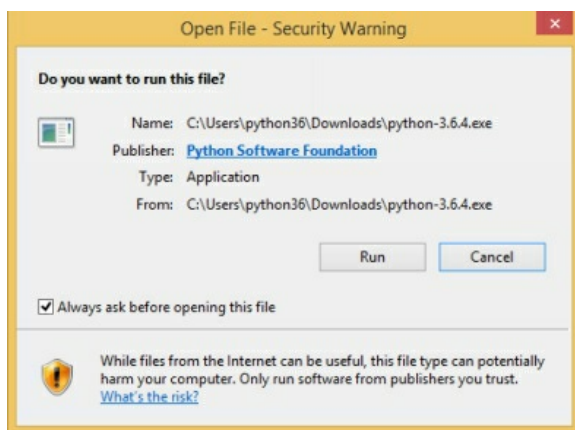 Open File - Security Warning
Do you want to run this file?
Name: C:\Users\python36\Downloads\python-3.6.4.exe
Publisher: Python Software Foundation
Type: Application
From: C:\Users\python36\Downloads\python-3.6.4.exe
Run Cancel
Always ask before opening this file
While files from the Internet can be useful, this file type can potentially
harm your computer. Only run software from publishers you trust.
What's the risk?